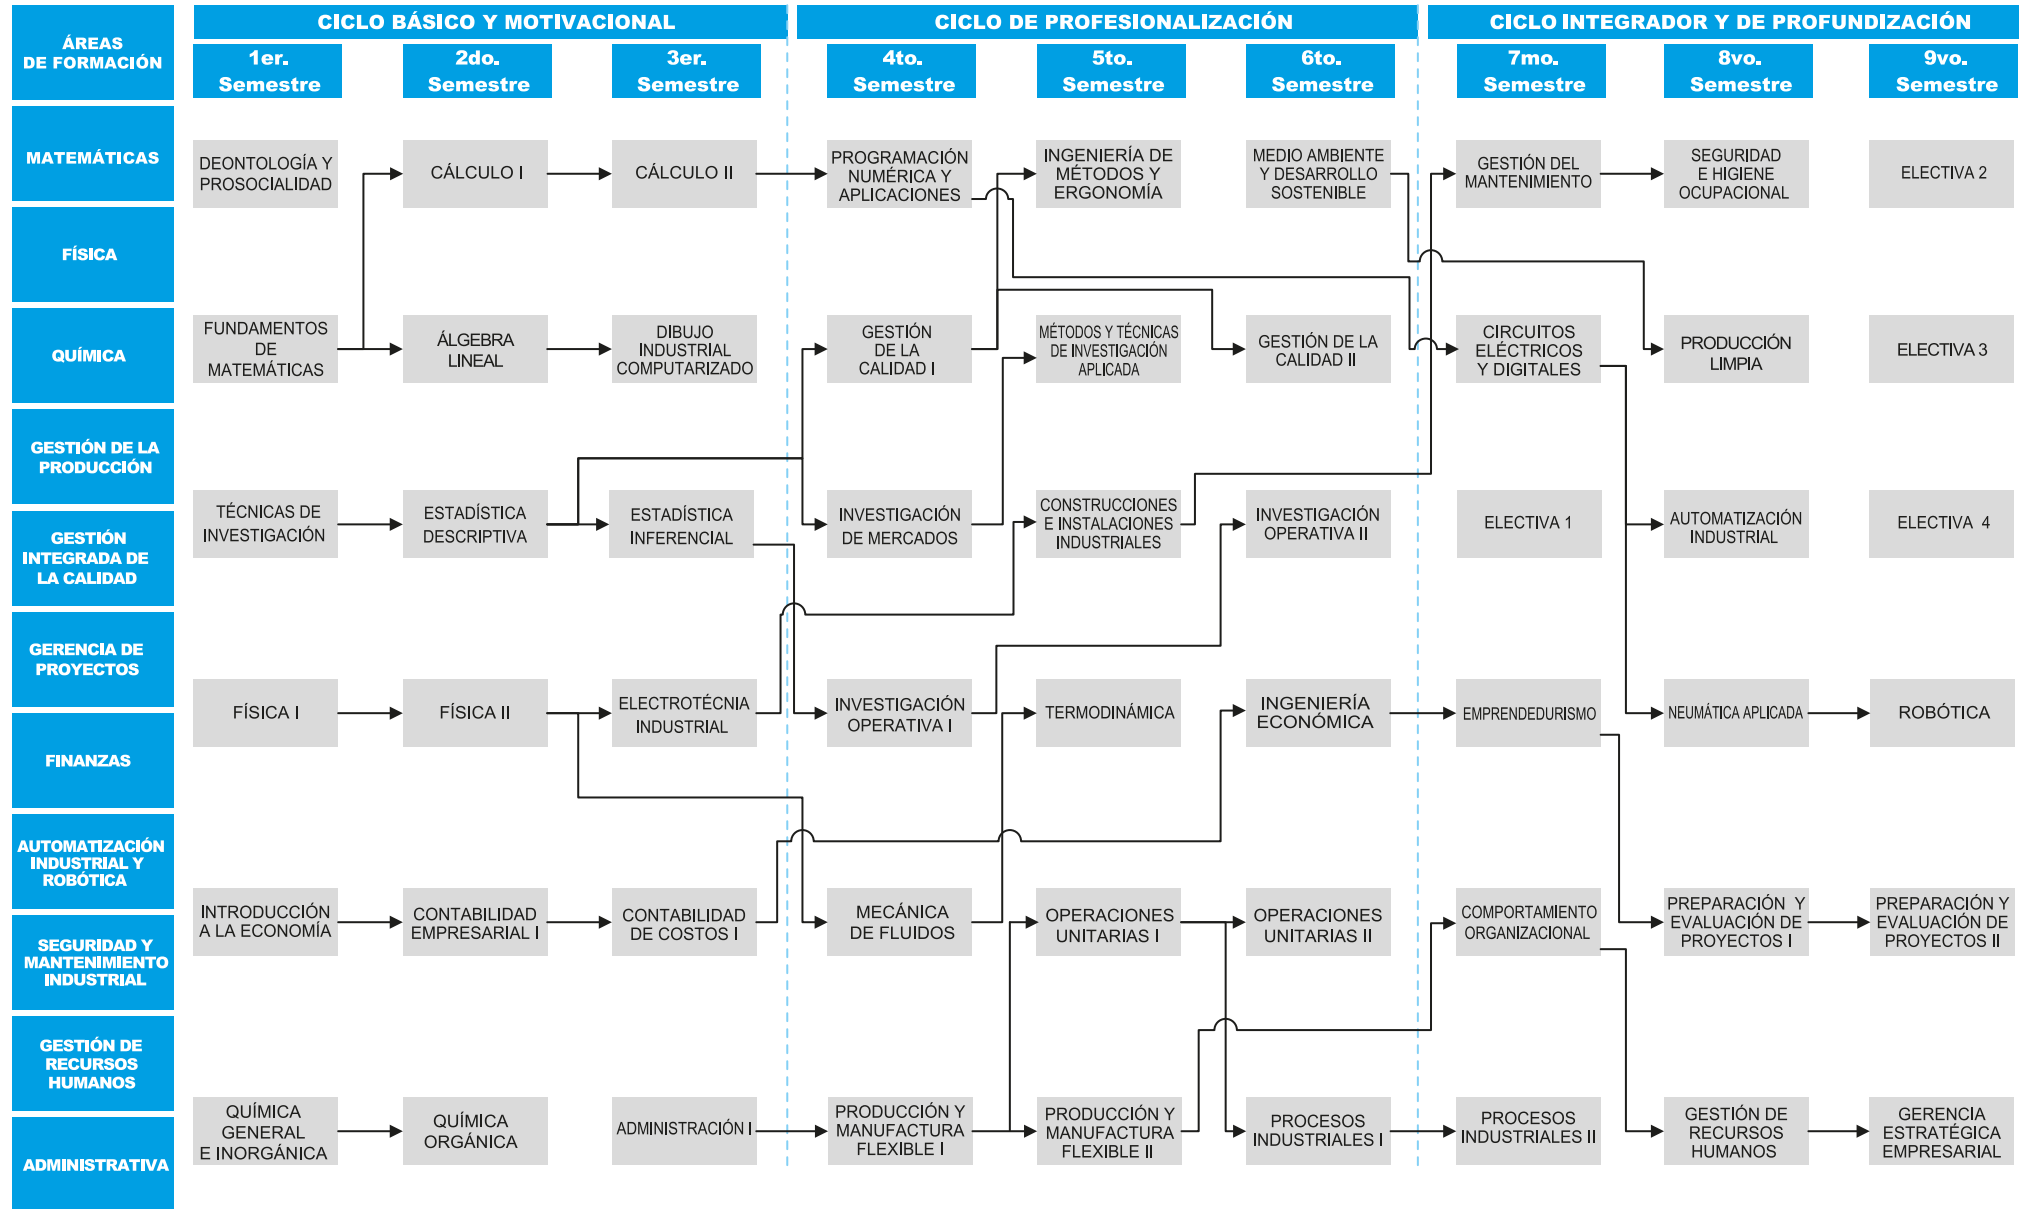 ÁREAS
DE FORMACIÓN
MATEMÁTICAS
FÍSICA
QUÍMICA
GESTIÓN DE LA
PRODUCCIÓN
GESTIÓN
INTEGRADA DE
LA CALIDAD
GERENCIA DE
PROYECTOS
FINANZAS
AUTOMATIZACIÓN
INDUSTRIAL Y
ROBÓTICA
SEGURIDAD Y
MANTENIMIENTO
INDUSTRIAL
GESTIÓN DE
RECURSOS
HUMANOS
ADMINISTRATIVA
CICLO BÁSICO Y MOTIVACIONAL
1er.
Semestre
DEONTOLOGÍA Y
PROSOCIALIDAD
FUNDAMENTOS
DE
MATEMÁTICAS
TÉCNICAS DE
INVESTIGACIÓN
FÍSICA I
INTRODUCCIÓN
A LA ECONOMÍA
QUÍMICA
GENERAL
E INORGÁNICA
2do.
Semestre
CÁLCULO I
ÁLGEBRA
LINEAL
ESTADÍSTICA
DESCRIPTIVA
FÍSICA II
CONTABILIDAD
EMPRESARIAL I
QUÍMICA
ORGÁNICA
3er.
Semestre
CÁLCULO II
DIBUJO
INDUSTRIAL
COMPUTARIZADO
ESTADÍSTICA
INFERENCIAL
ELECTROTÉCNIA
INDUSTRIAL
CONTABILIDAD
DE COSTOS I
ADMINISTRACIÓN I
CICLO DE PROFESIONALIZACIÓN
4to.
Semestre
PROGRAMACIÓN
NUMÉRICA Y
APLICACIONES
GESTIÓN
DE LA
CALIDAD I
INVESTIGACIÓN
DE MERCADOS
INVESTIGACIÓN
OPERATIVA I
MECÁNICA
DE FLUIDOS
PRODUCCIÓN Y
MANUFACTURA
FLEXIBLE I
5to.
Semestre
INGENIERÍA DE
MÉTODOS Y
ERGONOMÍA
MÉTODOS Y TÉCNICAS
DE INVESTIGACIÓN
APLICADA
CONSTRUCCIONES
E INSTALACIONES
INDUSTRIALES
TERMODINÁMICA
OPERACIONES
UNITARIAS I
PRODUCCIÓN Y
MANUFACTURA
FLEXIBLE II
6to.
Semestre
MEDIO AMBIENTE
Y DESARROLLO
SOSTENIBLE
GESTIÓN DE LA
CALIDAD II
INVESTIGACIÓN
OPERATIVA II
INGENIERÍA
ECONÓMICA
OPERACIONES
UNITARIAS II
PROCESOS
INDUSTRIALES I
CICLO INTEGRADOR Y DE PROFUNDIZACIÓN
7mo.
Semestre
GESTIÓN DEL
MANTENIMIENTO
CIRCUITOS
ELÉCTRICOS
Y DIGITALES
ELECTIVA 1
EMPRENDEDURISMO
COMPORTAMIENTO
ORGANIZACIONAL
PROCESOS
INDUSTRIALES II
8vo.
Semestre
SEGURIDAD
E HIGIENE
OCUPACIONAL
PRODUCCIÓN
LIMPIA
AUTOMATIZACIÓN
INDUSTRIAL
NEUMÁTICA APLICADA
PREPARACIÓN Y
EVALUACIÓN DE
PROYECTOS I
GESTIÓN DE
RECURSOS
HUMANOS
9vo.
Semestre
ELECTIVA 2
ELECTIVA 3
ELECTIVA 4
ROBÓTICA
PREPARACIÓN Y
EVALUACIÓN DE
PROYECTOS II
GERENCIA
ESTRATÉGICA
EMPRESARIAL